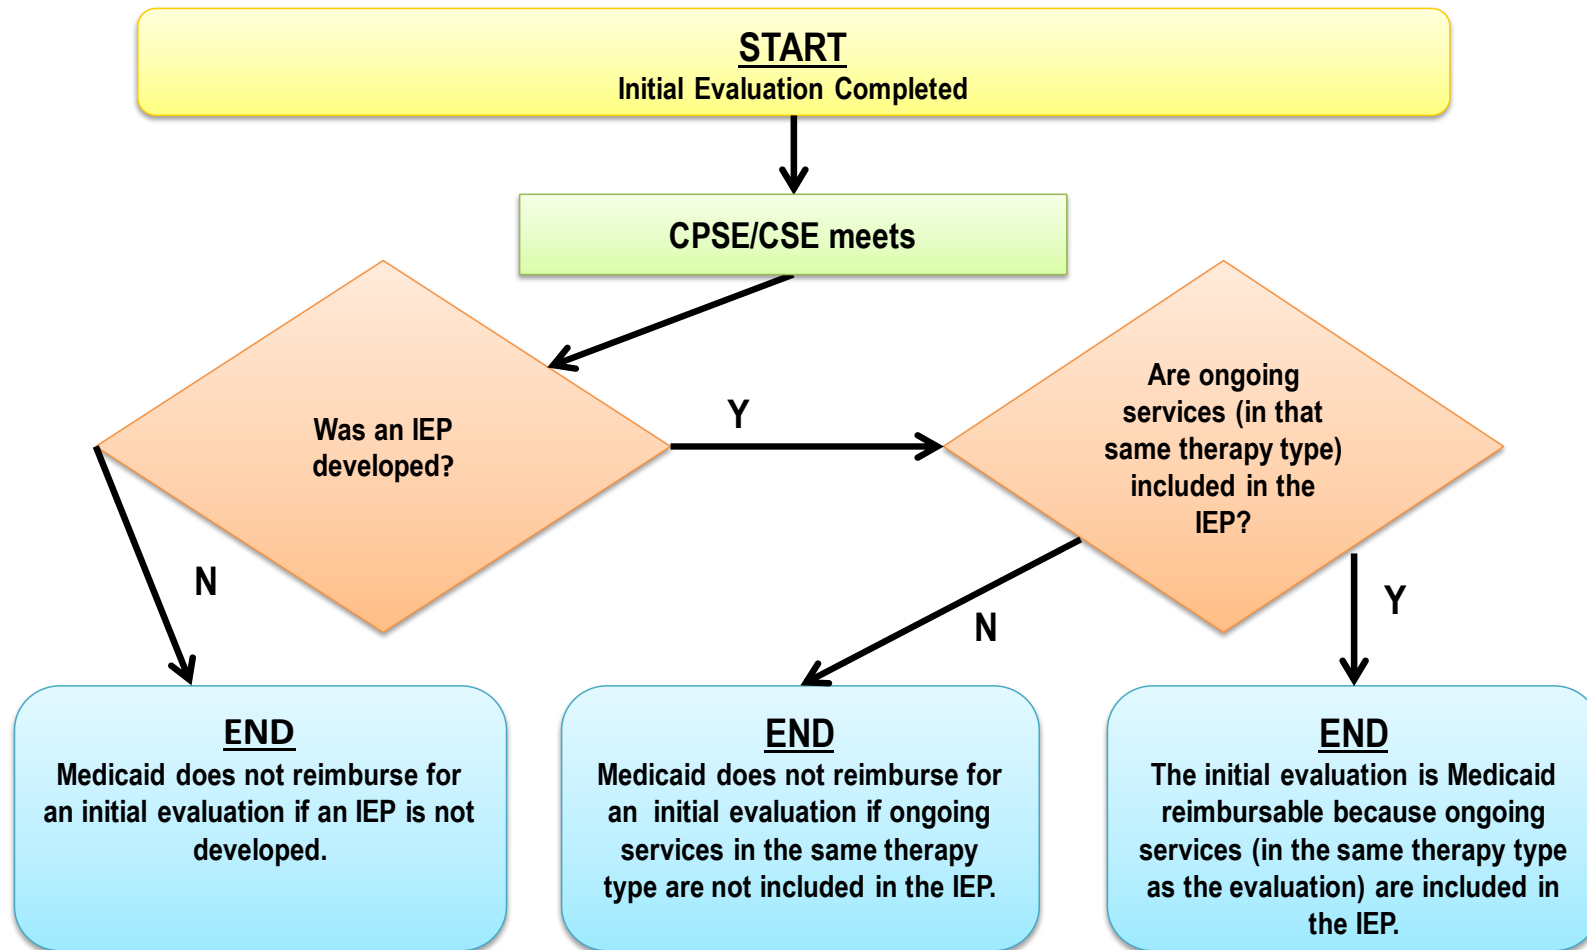 START
Initial Evaluation Completed
CPSE/CSE meets
Was an IEP
developed?
Y
Are ongoing
services (in that
same therapy type)
included in the
IEP?
N
N
Y
END
Medicaid does not reimburse for
an initial evaluation if an IEP is not
developed.
END
Medicaid does not reimburse for
an initial evaluation if ongoing
services in the same therapy
type are not included in the IEP.
END
The initial evaluation is Medicaid
reimbursable because ongoing
services (in the same therapy type
as the evaluation) are included in
the IEP.